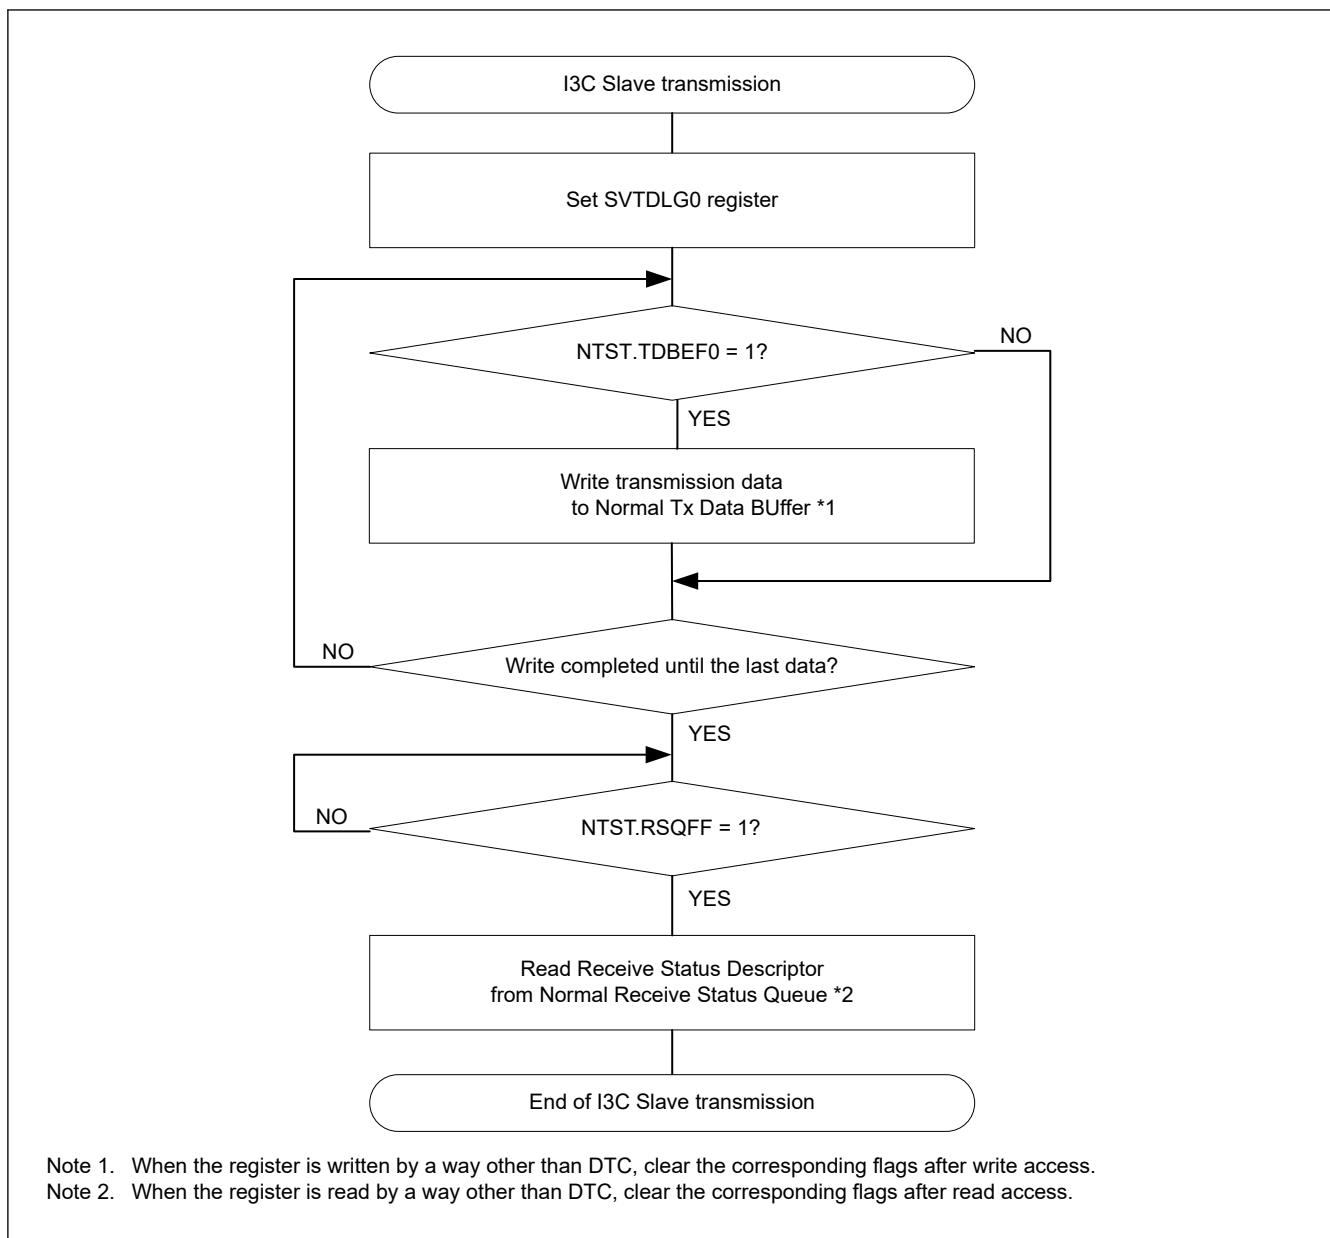 I3C Slave transmission
Set SVTDLG0 register
NTST.TDBEF0 = 1?
NO
YES
Write transmission data
to Normal Tx Data BUffer *1
NO
Write completed until the last data?
YES
NO
NTST.RSQFF = 1?
YES
Read Receive Status Descriptor
from Normal Receive Status Queue *2
End of I3C Slave transmission
Note 1. When the register is written by a way other than DTC, clear the corresponding flags after write access.
Note 2. When the register is read by a way other than DTC, clear the corresponding flags after read access.